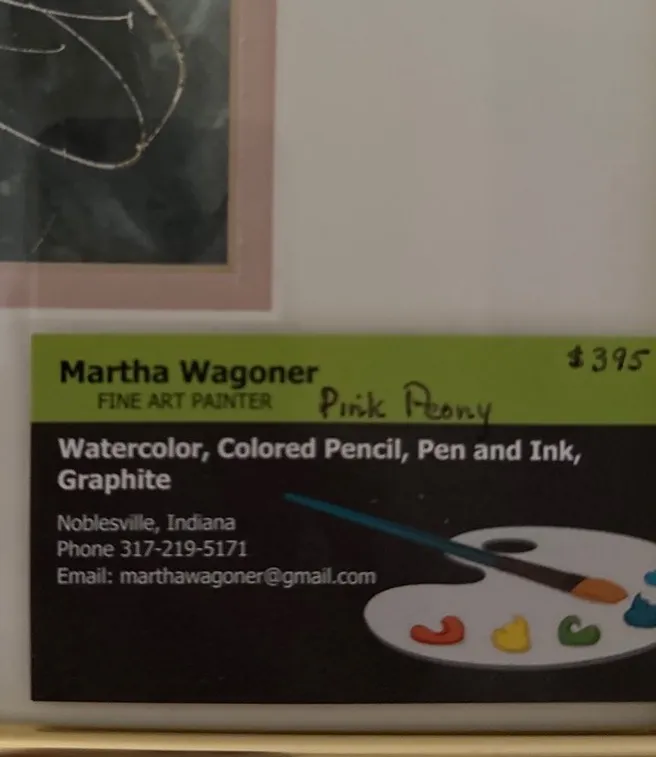 Martha Wagoner
$395
FINE ART PAINTER
Pink Peony
Watercolor, Colored Pencil, Pen and Ink,
Graphite
Noblesville, Indiana
Phone 317-219-5171
Email: marthawagoner@gmail.com